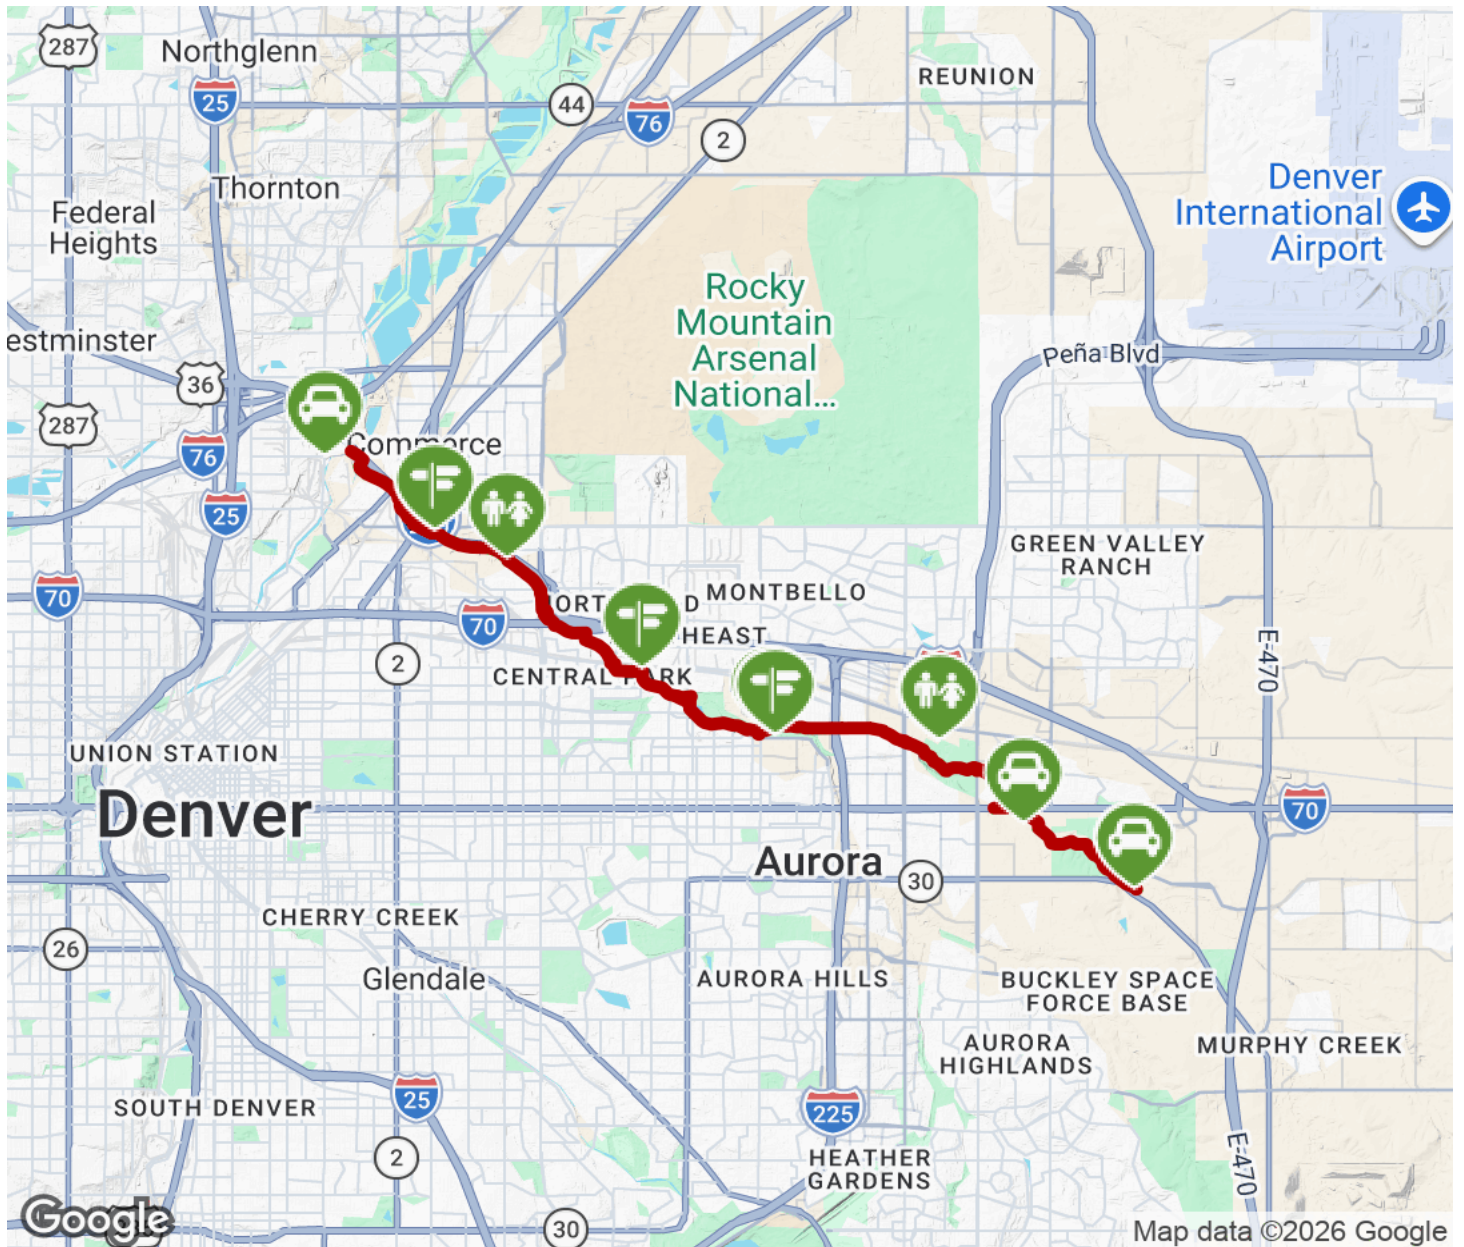 287
Northglenn
25
44
76
2
REUNION
Thornton
Federal
Heights
Denver
International
Airport
Rocky
Mountain
Arsenal
National...
estminster
Peña Blvd
36
287
76
Commerce
25
GREEN VALLEY
RANCH
70
MONTBELLO
ORT
D
HEAST
70
2
CENTRAL PARK
E-470
UNION STATION
Denver
70
Aurora
30
CHERRY CREEK
26
Glendale
AURORA HILLS
BUCKLEY SPACE
FORCE BASE
AURORA
HIGHLANDS
MURPHY CREEK
25
SOUTH DENVER
225
2
HEATHER
GARDENS
E-470
Google
30
Map data ©2026 Google